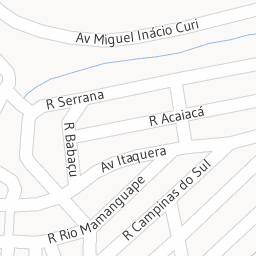 Av Miguel Inácio Curi
R Serrana
R Acaiacá
R Babaçu
Av Itaquera
R Rio Mamanguape
R Campinas do Sul